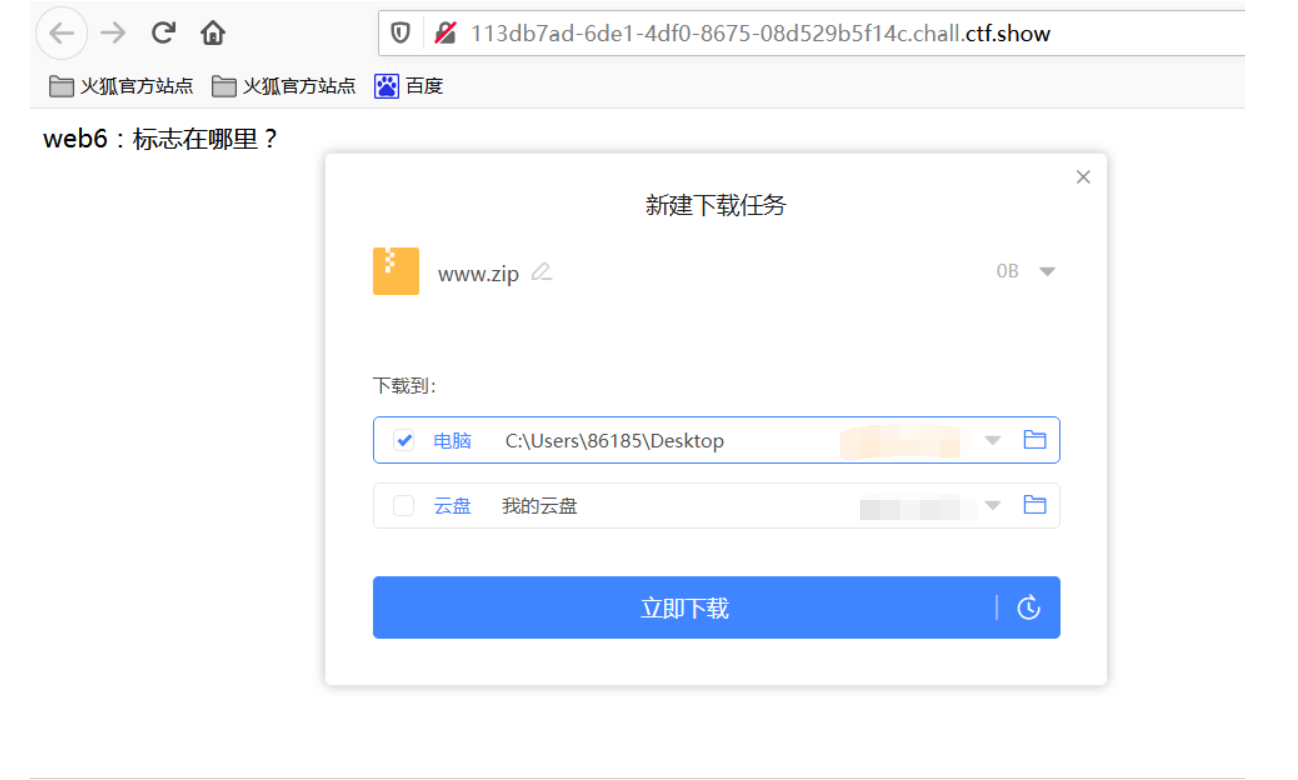 113db7ad-6de1-4df0-8675-08d529b5f14c.chall.ctf.show
火狐官方站点 火狐官方站点 百度
web6：标志在哪里？
新建下载任务
www.zip 0B
下载到：
电脑 C:\Users\86185\Desktop
云盘 我的云盘
立即下载